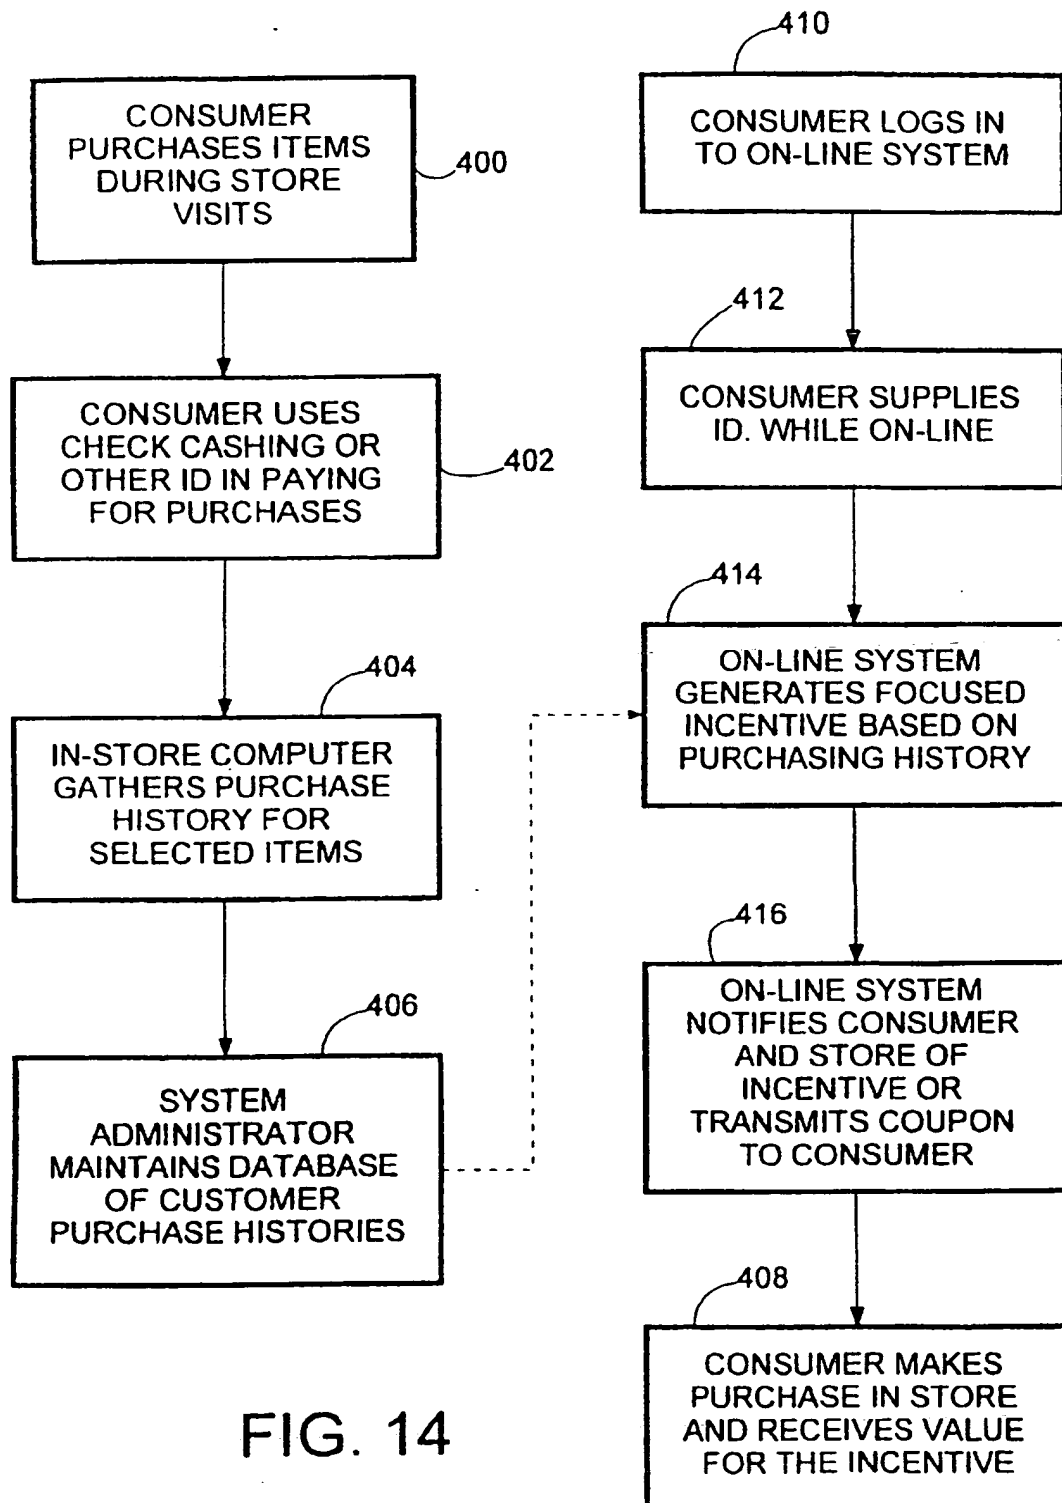 CONSUMER
PURCHASES ITEMS
DURING STORE
VISITS
400
CONSUMER USES
CHECK CASHING OR
OTHER ID IN PAYING
FOR PURCHASES
402
404
IN-STORE COMPUTER
GATHERS PURCHASE
HISTORY FOR
SELECTED ITEMS
406
SYSTEM
ADMINISTRATOR
MAINTAINS DATABASE
OF CUSTOMER
PURCHASE HISTORIES
410
CONSUMER LOGS IN
TO ON-LINE SYSTEM
412
CONSUMER SUPPLIES
ID. WHILE ON-LINE
414
ON-LINE SYSTEM
GENERATES FOCUSED
INCENTIVE BASED ON
PURCHASING HISTORY
416
ON-LINE SYSTEM
NOTIFIES CONSUMER
AND STORE OF
INCENTIVE OR
TRANSMITS COUPON
TO CONSUMER
408
CONSUMER MAKES
PURCHASE IN STORE
AND RECEIVES VALUE
FOR THE INCENTIVE
FIG. 14